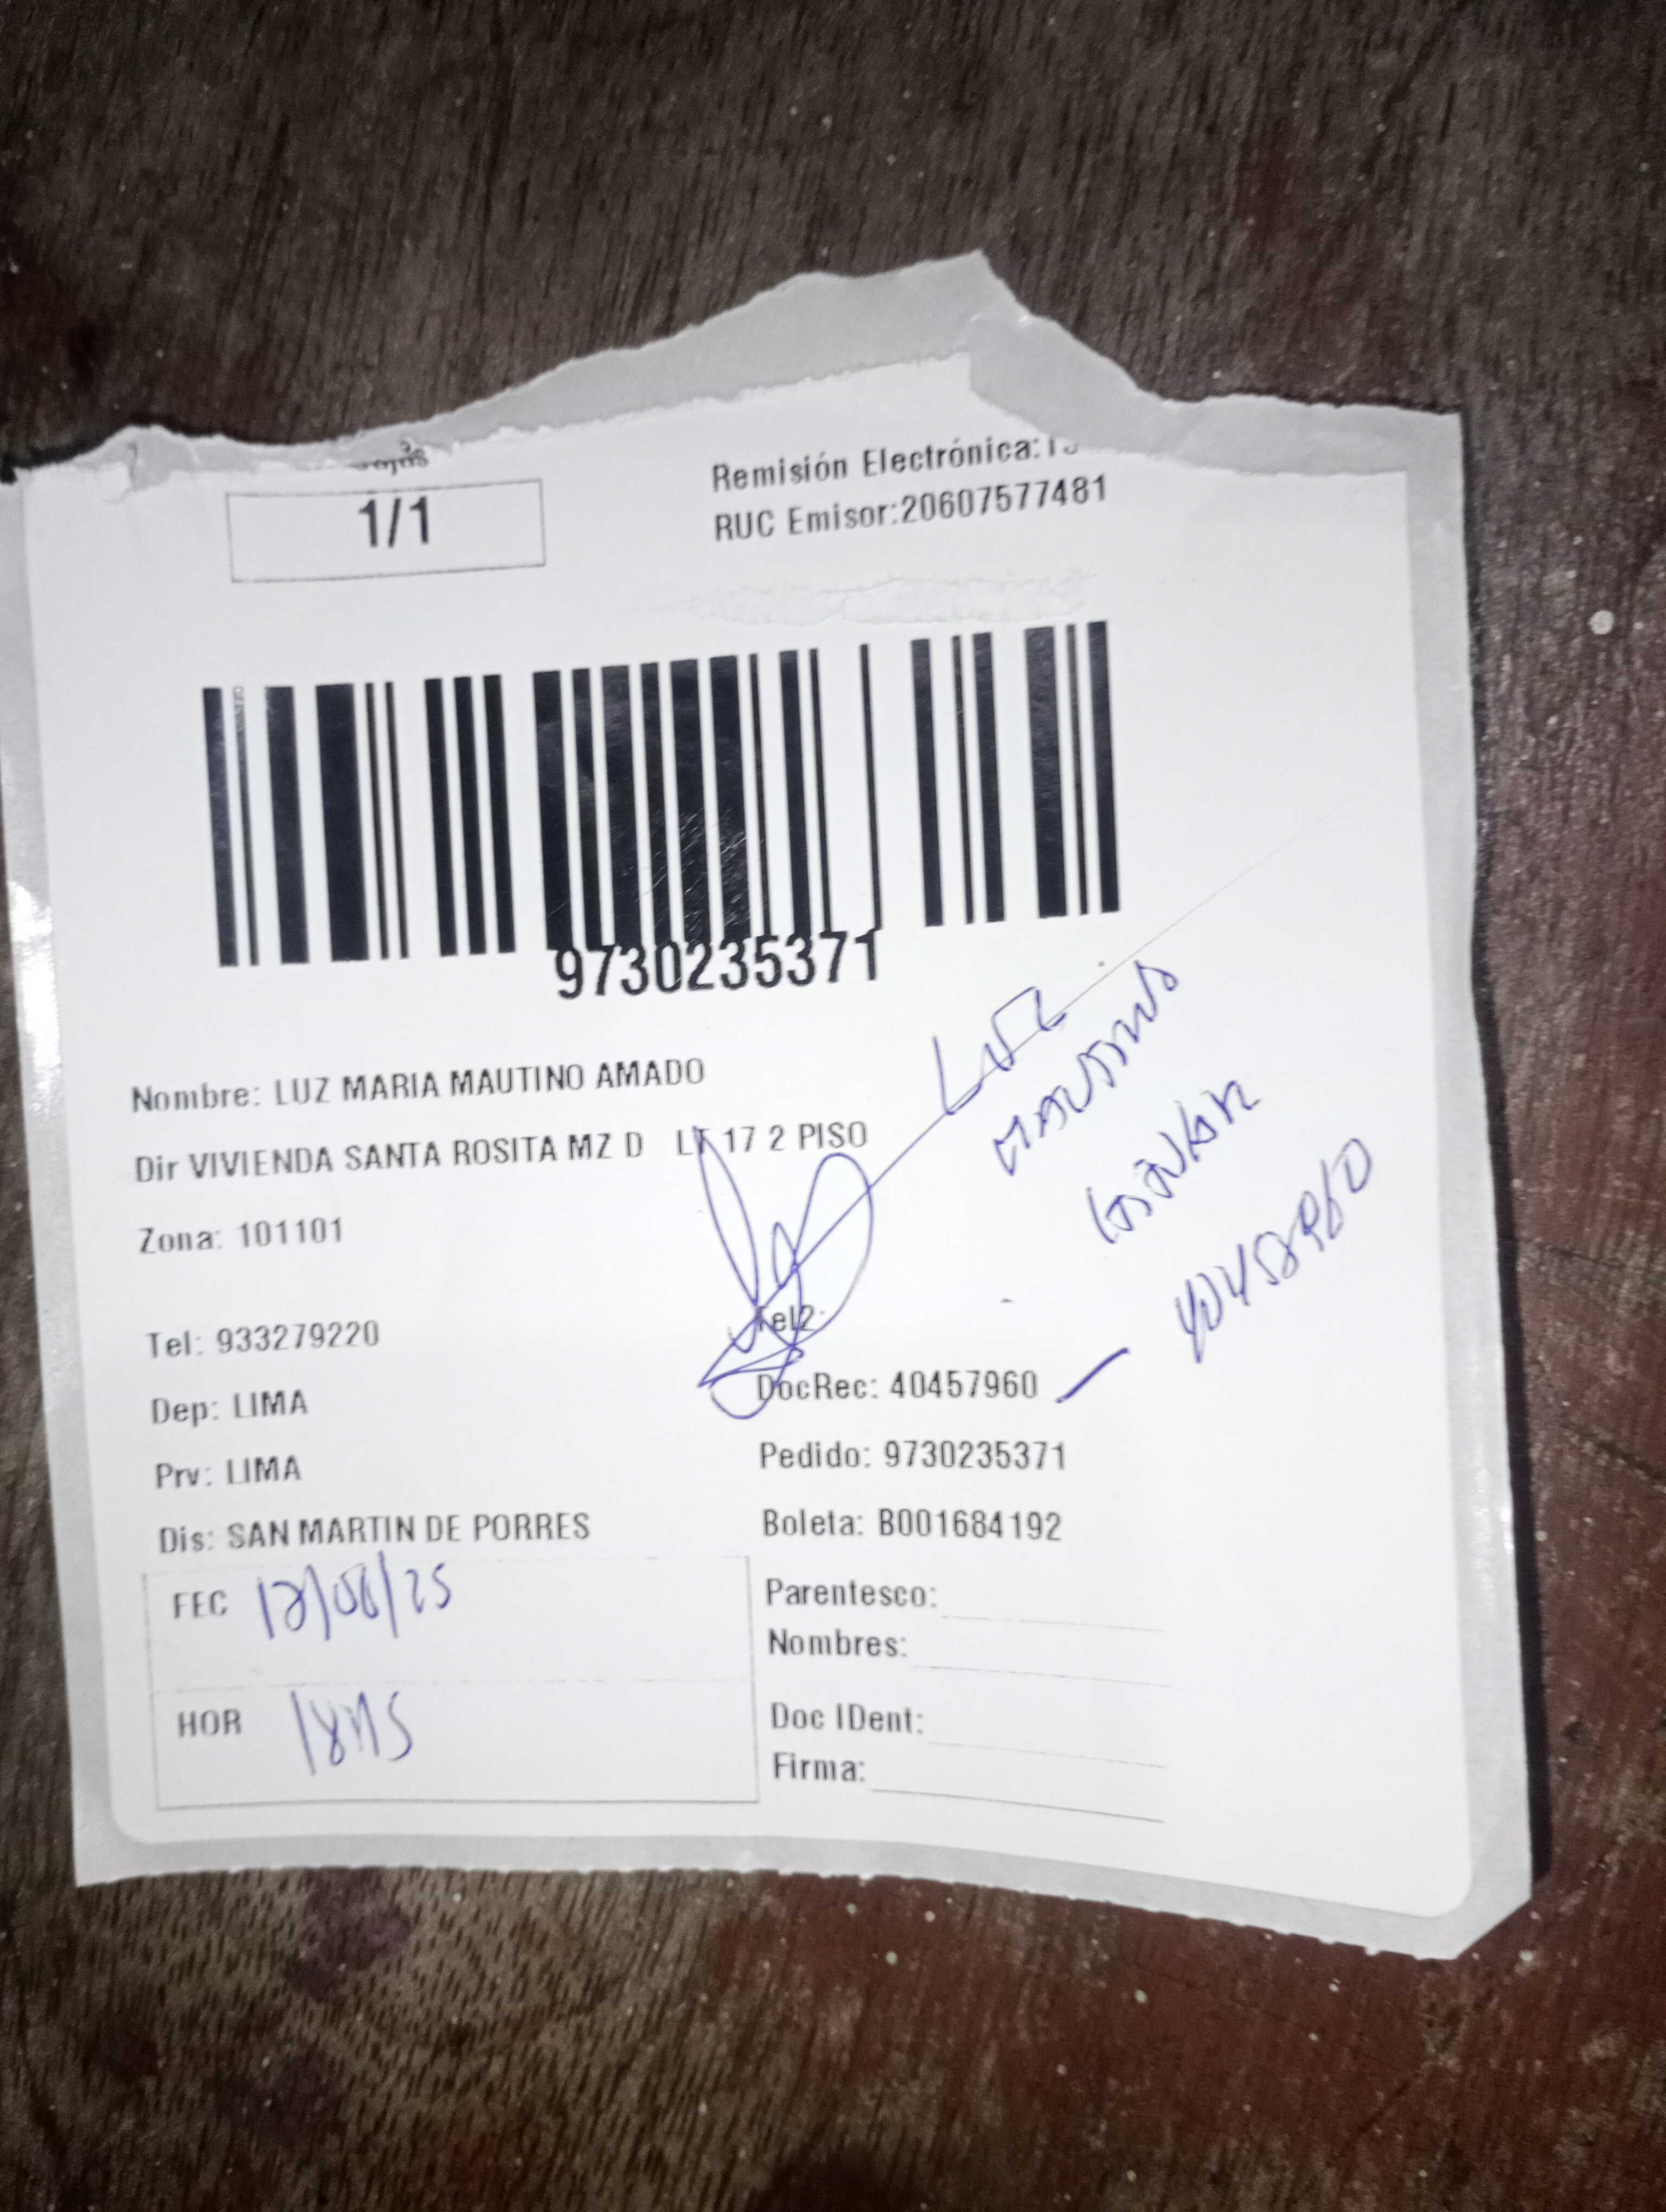 1/1
Remisión Electrónica:
RUC Emisor:20607577481
9730235371
Nombre: LUZ MARIA MAUTINO AMADO
Dir VIVIENDA SANTA ROSITA MZ D LT 17 2 PISO
Zona: 101101
Tel: 933279220
Tel2:
Dep: LIMA
DocRec: 40457960
Prv: LIMA
Pedido: 9730235371
Dis: SAN MARTIN DE PORRES
Boleta: B001684192
FEC
Parentesco:
Nombres:
HOR
Doc IDent:
Firma:
LUZ
40457960